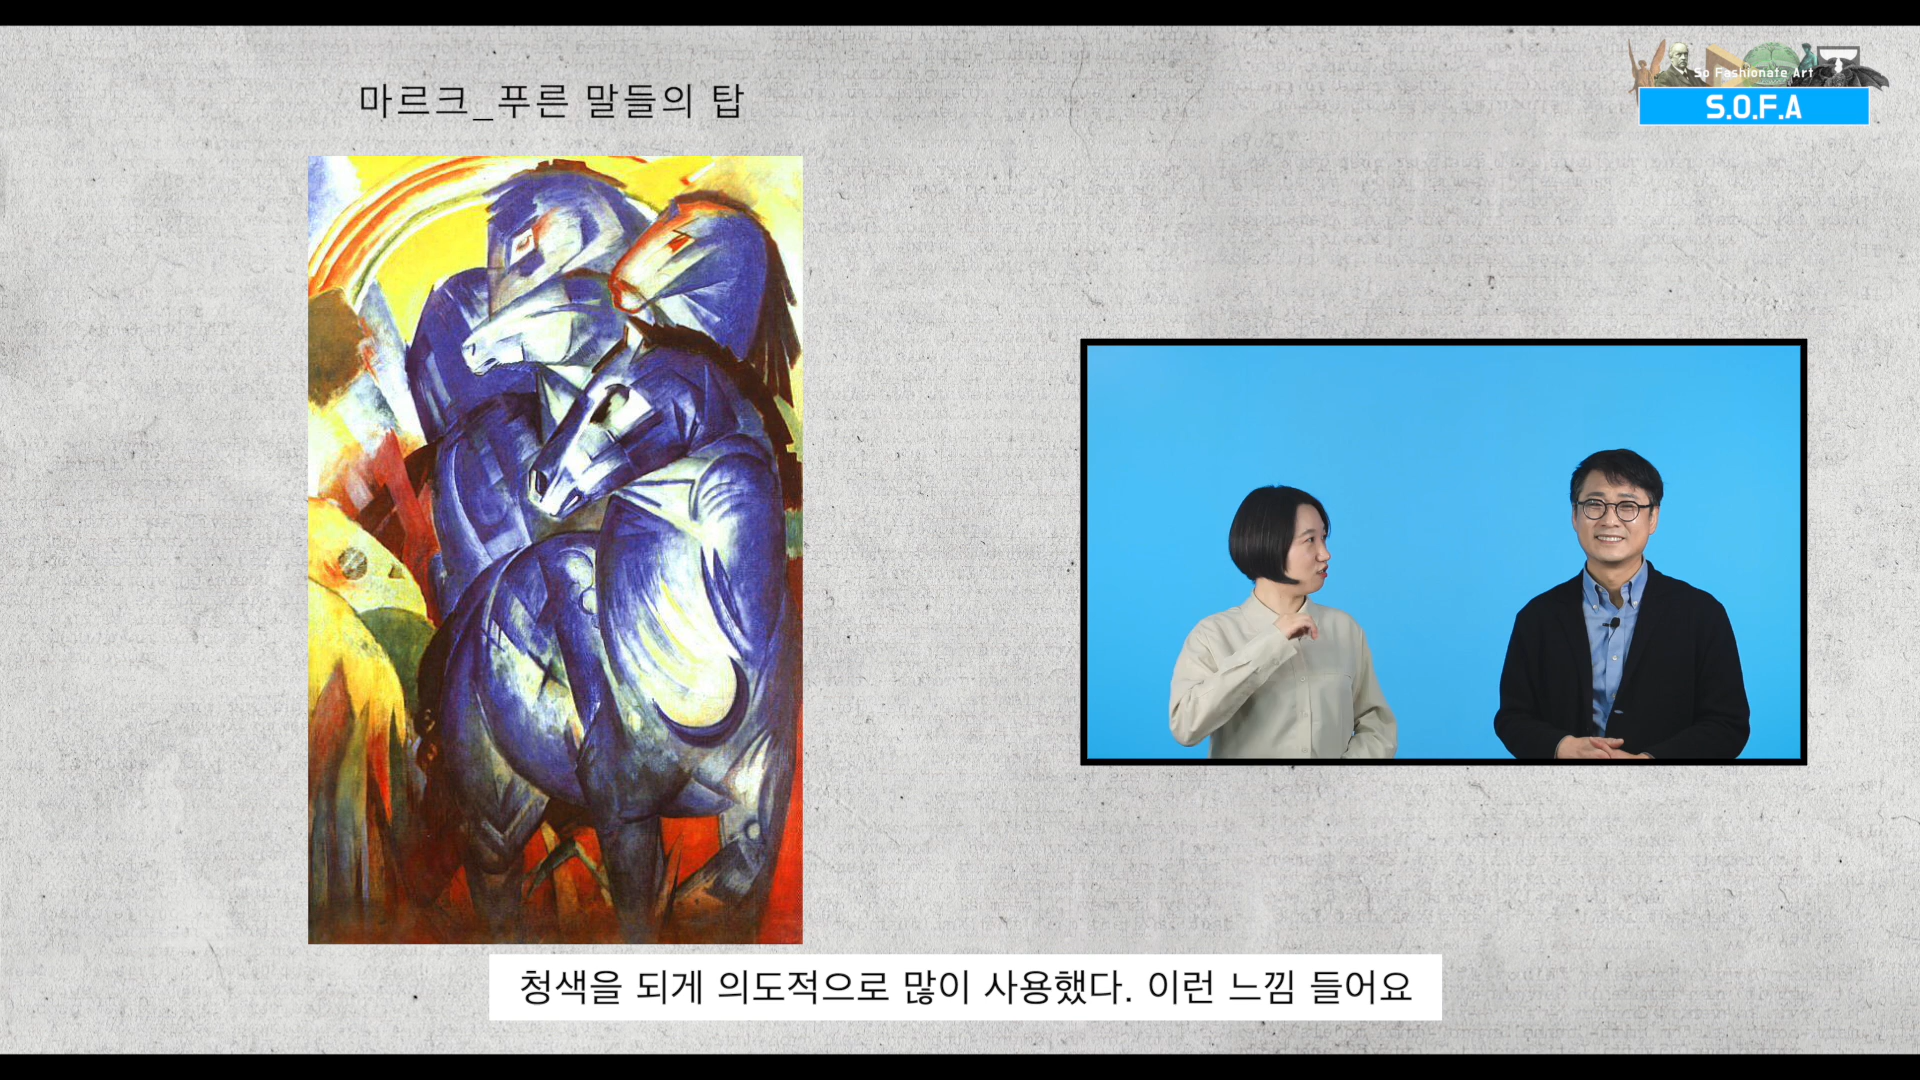 마르크_푸른 말들의 탑
So Fashionate Art
S.O.F.A
청색을 되게 의도적으로 많이 사용했다. 이런 느낌 들어요